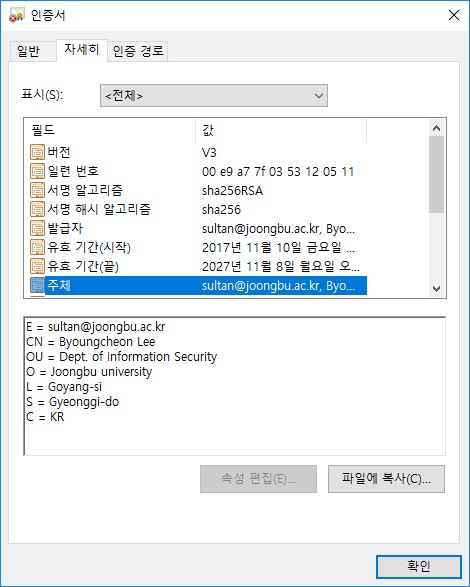 인증서
일반 자세히 인증 경로
표시(S): <전체>
필드 값
버전 V3
일련 번호 00 e9 a7 7f 03 53 12 05 11
서명 알고리즘 sha256RSA
서명 해시 알고리즘 sha256
발급자 sultan@joongbu.ac.kr, Byo...
유효 기간(시작) 2017년 11월 10일 금요일 ...
유효 기간(끝) 2027년 11월 8일 월요일 오...
주체 sultan@joongbu.ac.kr, Byo...
E = sultan@joongbu.ac.kr
CN = Byoungcheon Lee
OU = Dept. of Information Security
O = Joongbu university
L = Goyang-si
S = Gyeonggi-do
C = KR
속성 편집(E)... 파일에 복사(C)...
확인